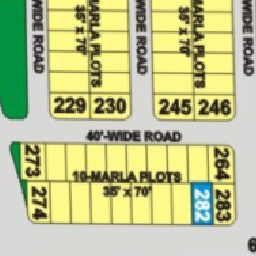 WIDE ROAD
MARLA PLOTS
35' x 70'
WIDE ROAD
MARLA PLOTS
35' x 70'
WIDE ROAD
229 230
245 246
40'-WIDE ROAD
273
264
10-MARLA PLOTS
35' x 70'
274
282
283
6